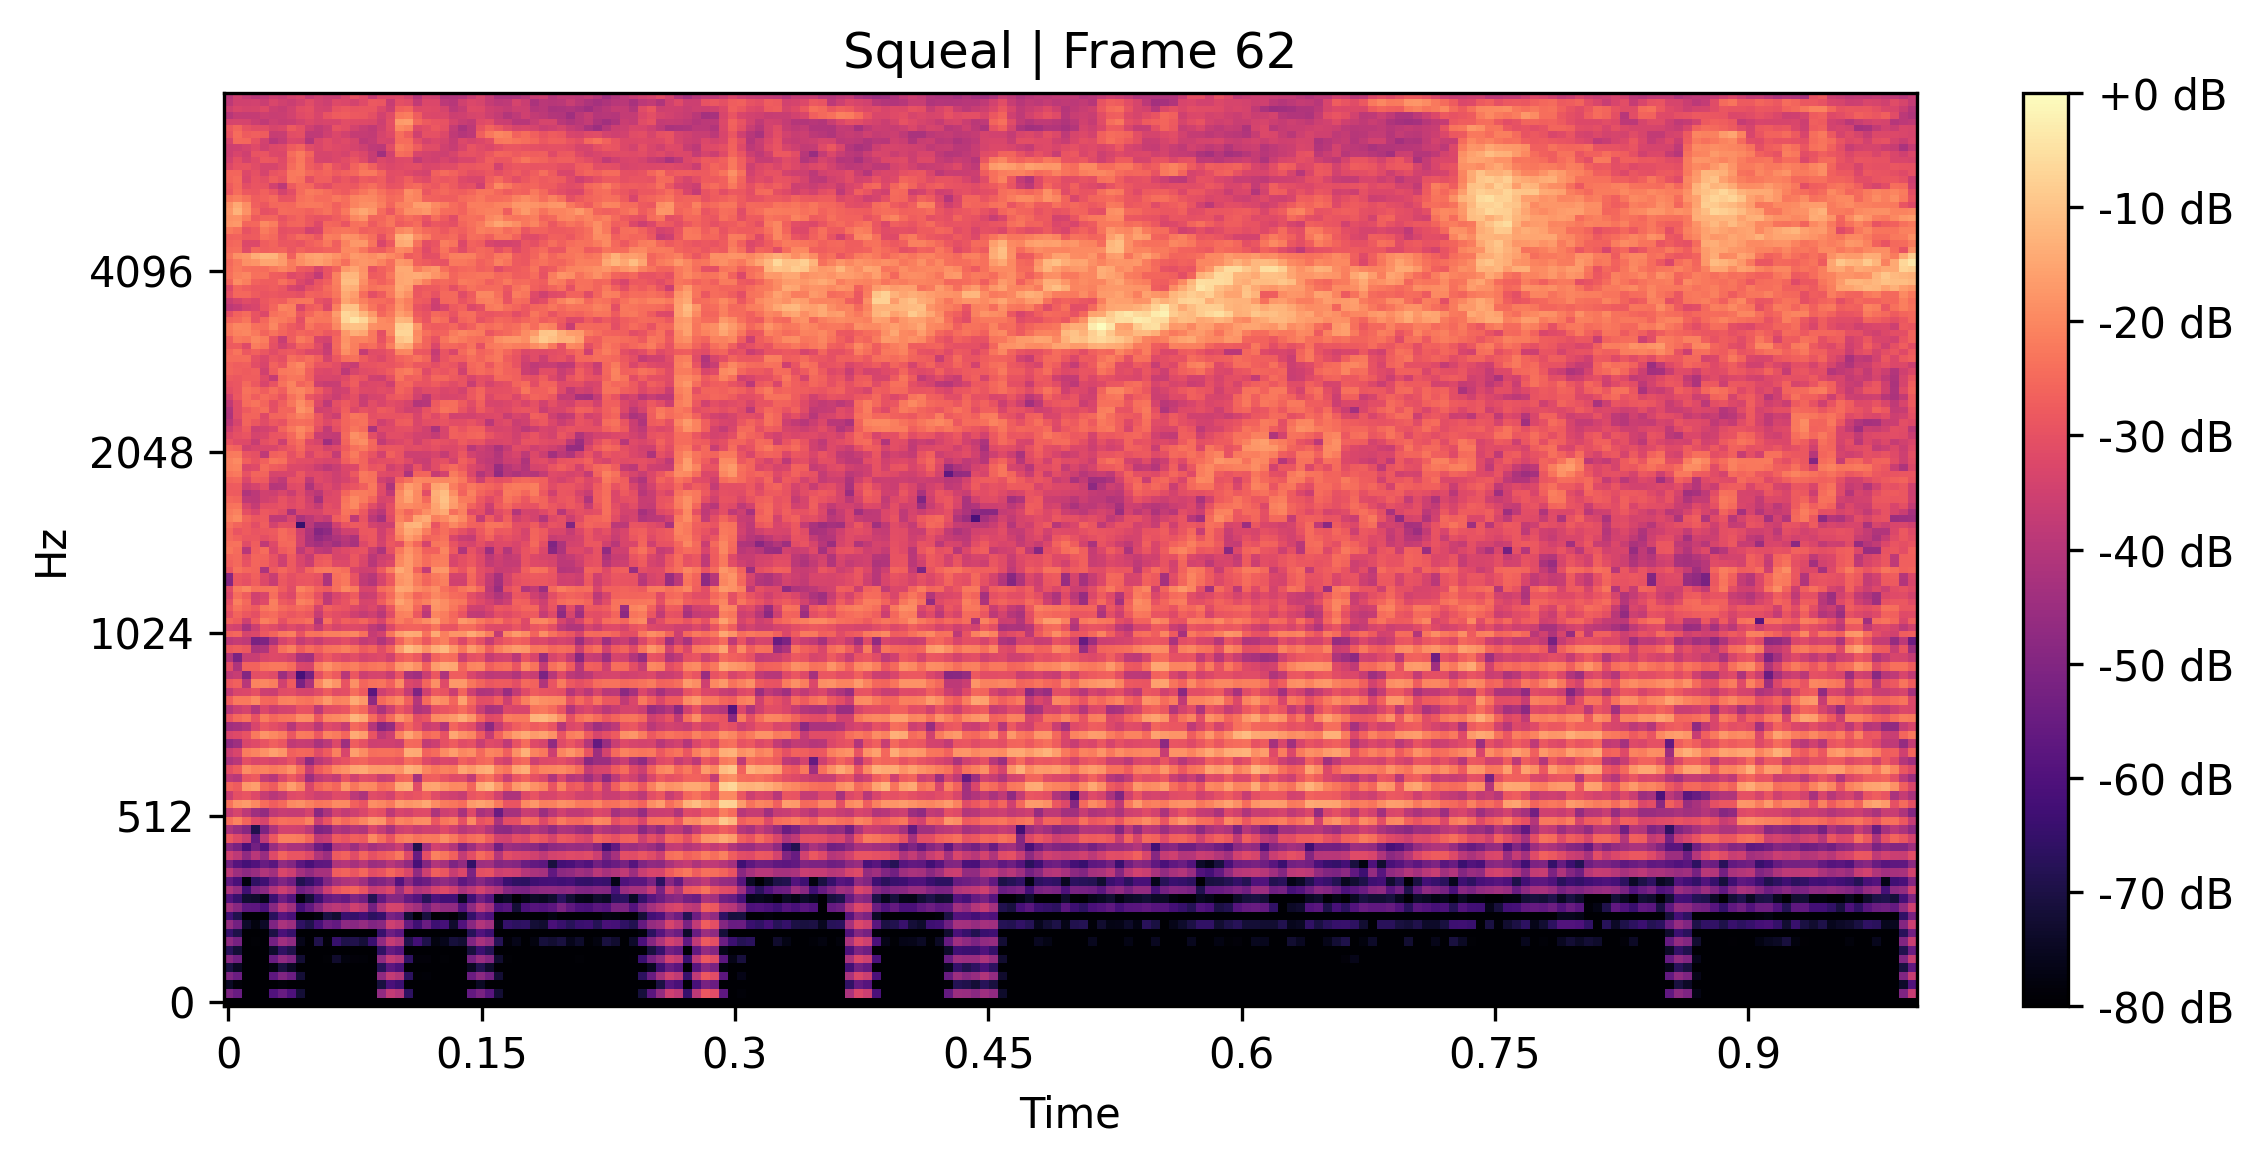 Squeal | Frame 62
Hz
4096
2048
1024
512
0
0
0.15
0.3
0.45
0.6
0.75
0.9
Time
+0 dB
-10 dB
-20 dB
-30 dB
-40 dB
-50 dB
-60 dB
-70 dB
-80 dB